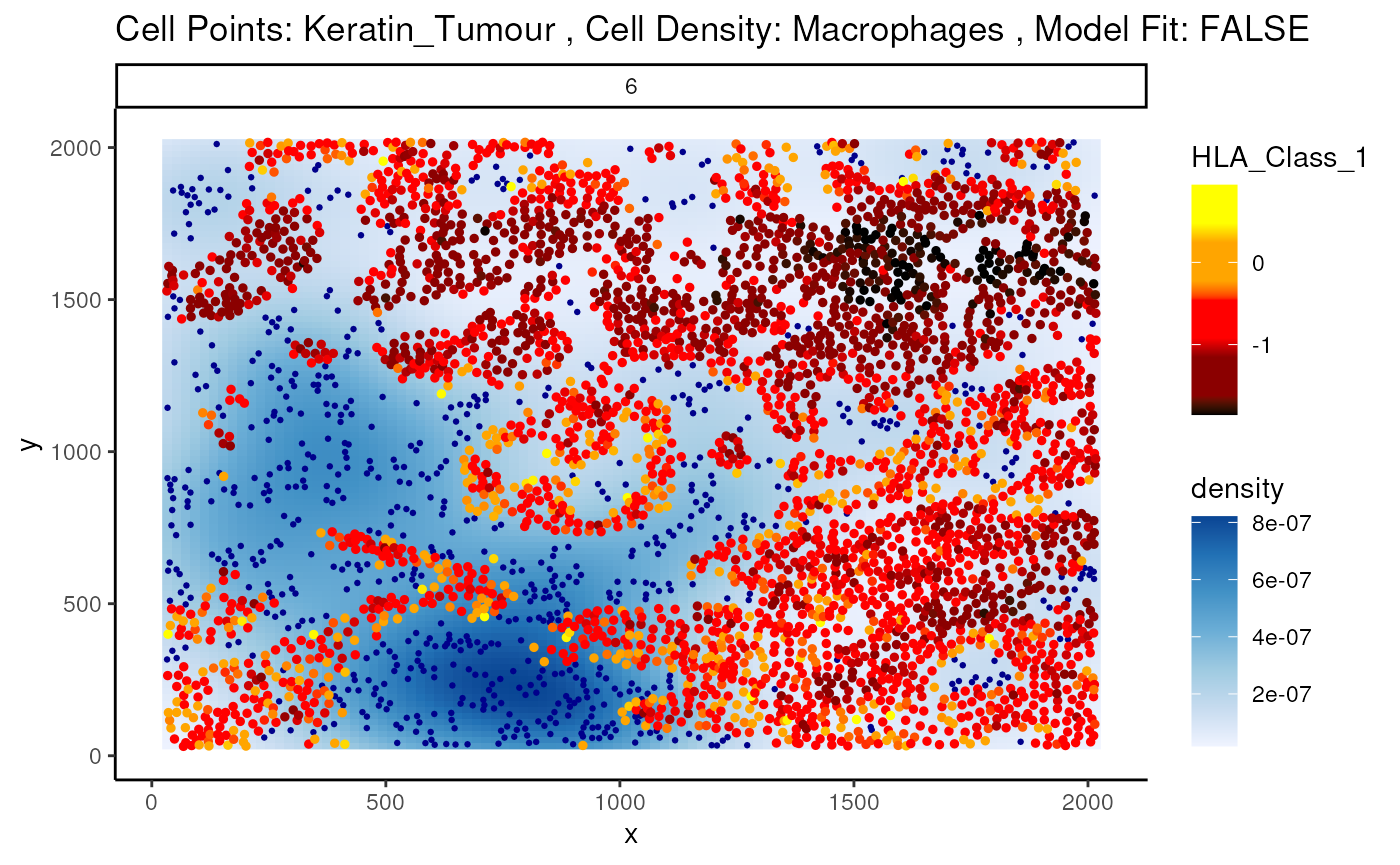 Cell Points: Keratin_Tumour , Cell Density: Macrophages , Model Fit: FALSE
6
2000
1500
1000
500
0
y
0
500
1000
1500
2000
x
HLA_Class_1
0
-1
density
8e-07
6e-07
4e-07
2e-07